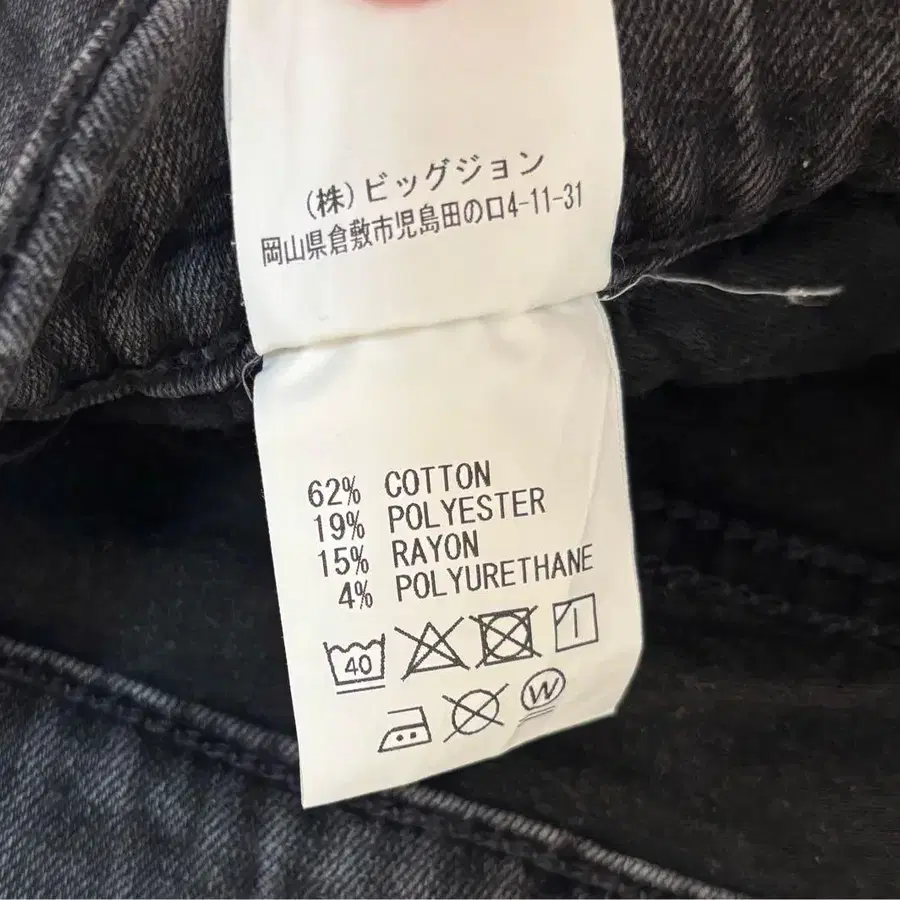 (株)ビッグジョン
岡山県倉敷市児島田の口4-11-31
62% COTTON
19% POLYESTER
15% RAYON
4% POLYURETHANE
40
W